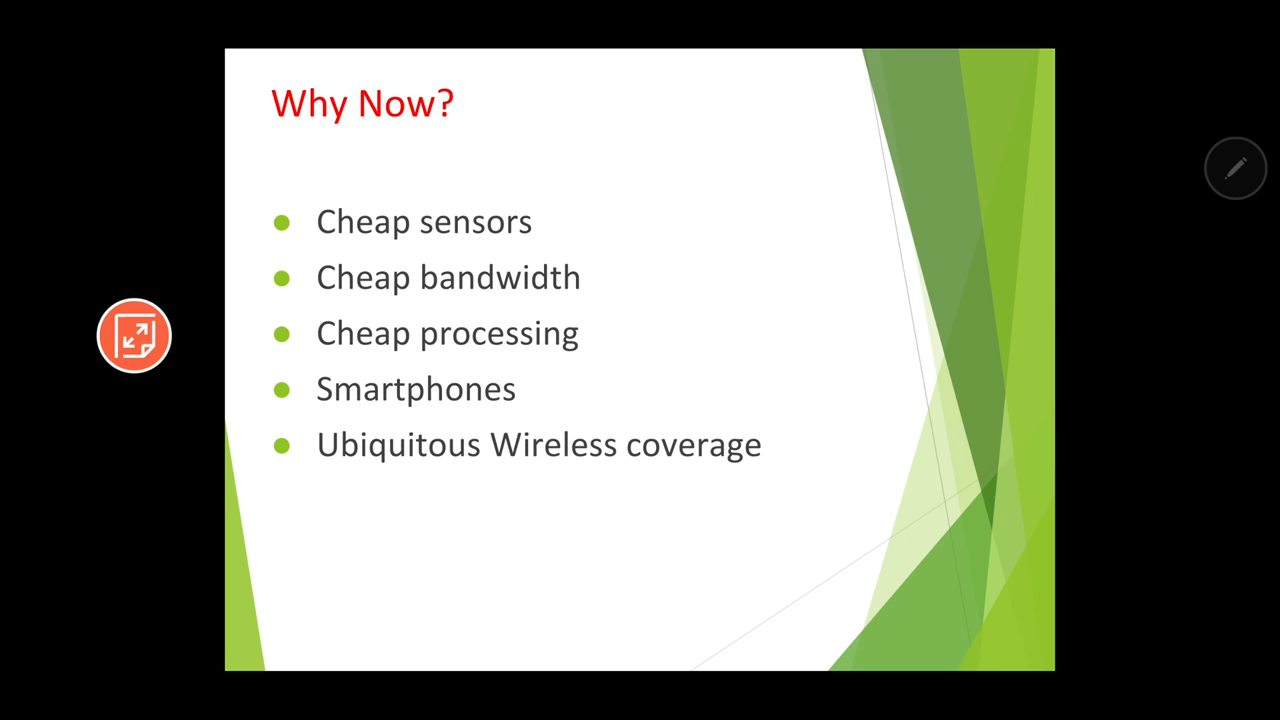 Why Now?
Cheap sensors
Cheap bandwidth
Cheap processing
Smartphones
Ubiquitous Wireless coverage